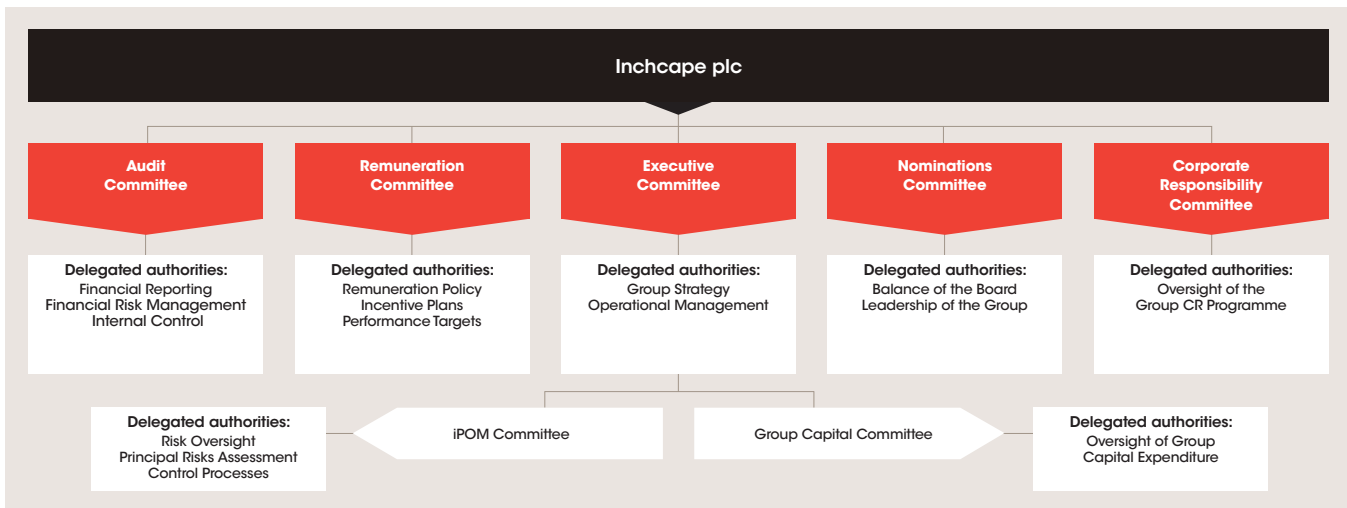 Inchcape plc
Audit
Committee
Remuneration
Committee
Executive
Committee
Nominations
Committee
Corporate
Responsibility
Committee
Delegated authorities:
Financial Reporting
Financial Risk Management
Internal Control
Delegated authorities:
Remuneration Policy
Incentive Plans
Performance Targets
Delegated authorities:
Group Strategy
Operational Management
Delegated authorities:
Balance of the Board
Leadership of the Group
Delegated authorities:
Oversight of the
Group CR Programme
Delegated authorities:
Risk Oversight
Principal Risks Assessment
Control Processes
iPOM Committee
Group Capital Committee
Delegated authorities:
Oversight of Group
Capital Expenditure